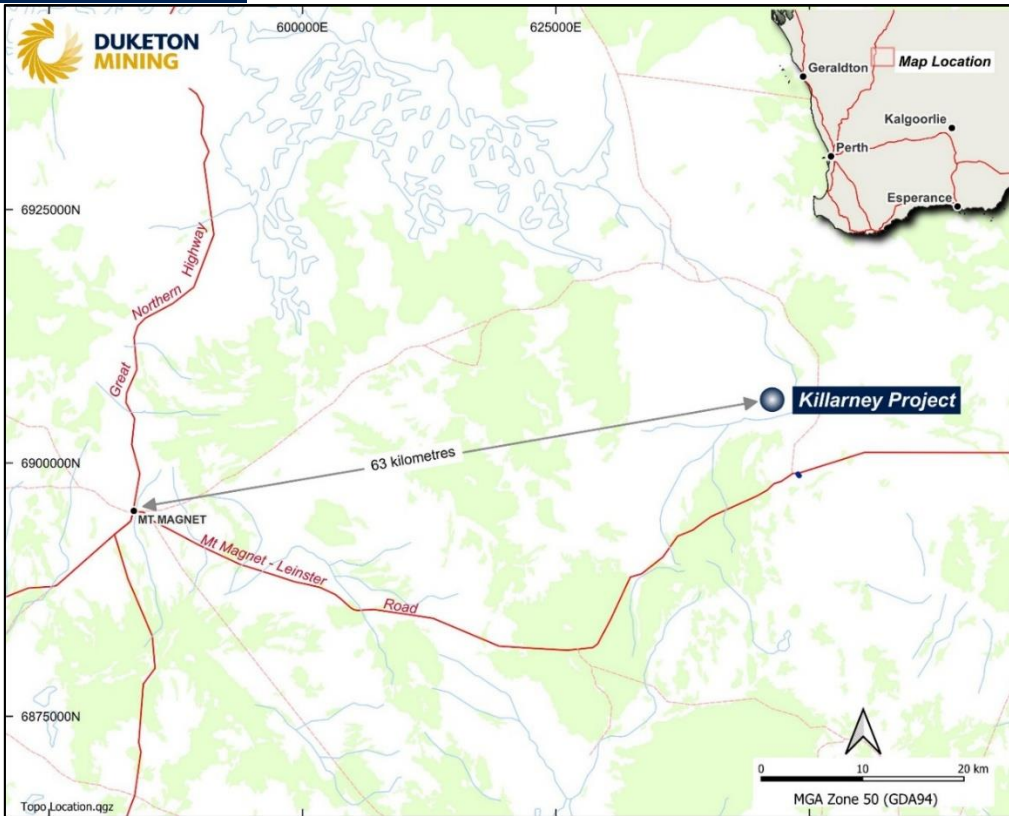 DUKETON
MINING
600000E
625000E
Map Location
Geraldton
Kalgoorlie
Perth
Esperance
6925000N
Great Northern Highway
Killarney Project
63 kilometres
6900000N
MT MAGNET
Mt Magnet - Leinster Road
6875000N
0 10 20 km
MGA Zone 50 (GDA94)
Topo Location.qgz